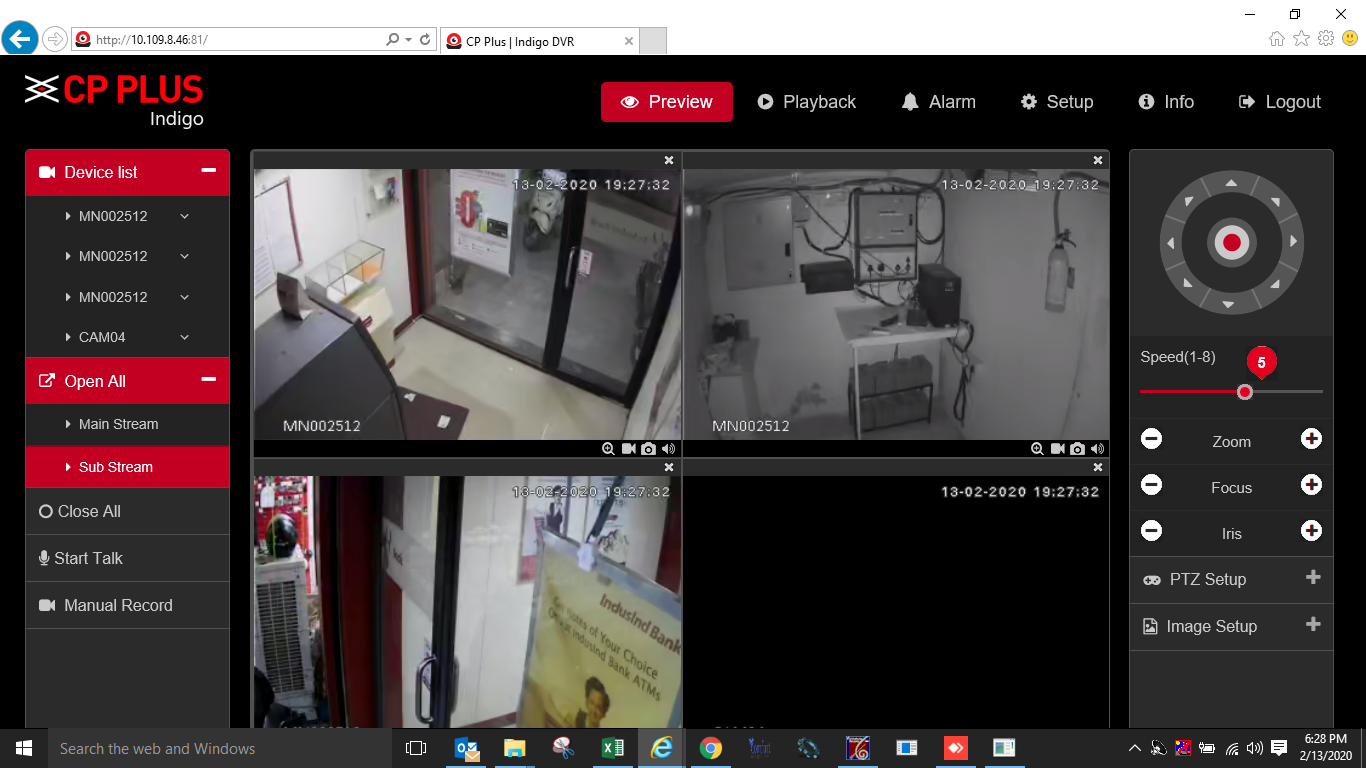 http://10.109.8.46:81/
CP Plus | Indigo DVR
CP PLUS
Indigo
Preview
Playback
Alarm
Setup
Info
Logout
Device list
MN002512
MN002512
MN002512
CAM04
Open All
Main Stream
Sub Stream
Close All
Start Talk
Manual Record
13-02-2020 19:27:32
MN002512
13-02-2020 19:27:32
MN002512
13-02-2020 19:27:32
IndusInd Bank
Notes of Your Choice
IndusInd Bank ATMs
13-02-2020 19:27:32
Speed(1-8)
5
Zoom
Focus
Iris
PTZ Setup
Image Setup
Search the web and Windows
6:28 PM
2/13/2020